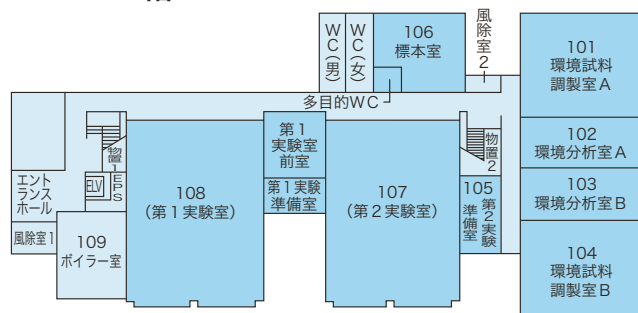 WC(男)
WC(女)
106
標本室
風除室2
101
環境試料
調製室A
多目的WC
102
環境分析室A
103
環境分析室B
104
環境試料
調製室B
第1
実験室
前室
第1実験
準備室
物置1
EPS
ELV
エント
ランス
ホール
風除室1
109
ボイラー室
108
(第1実験室)
107
(第2実験室)
物置2
105
第2実験
準備室